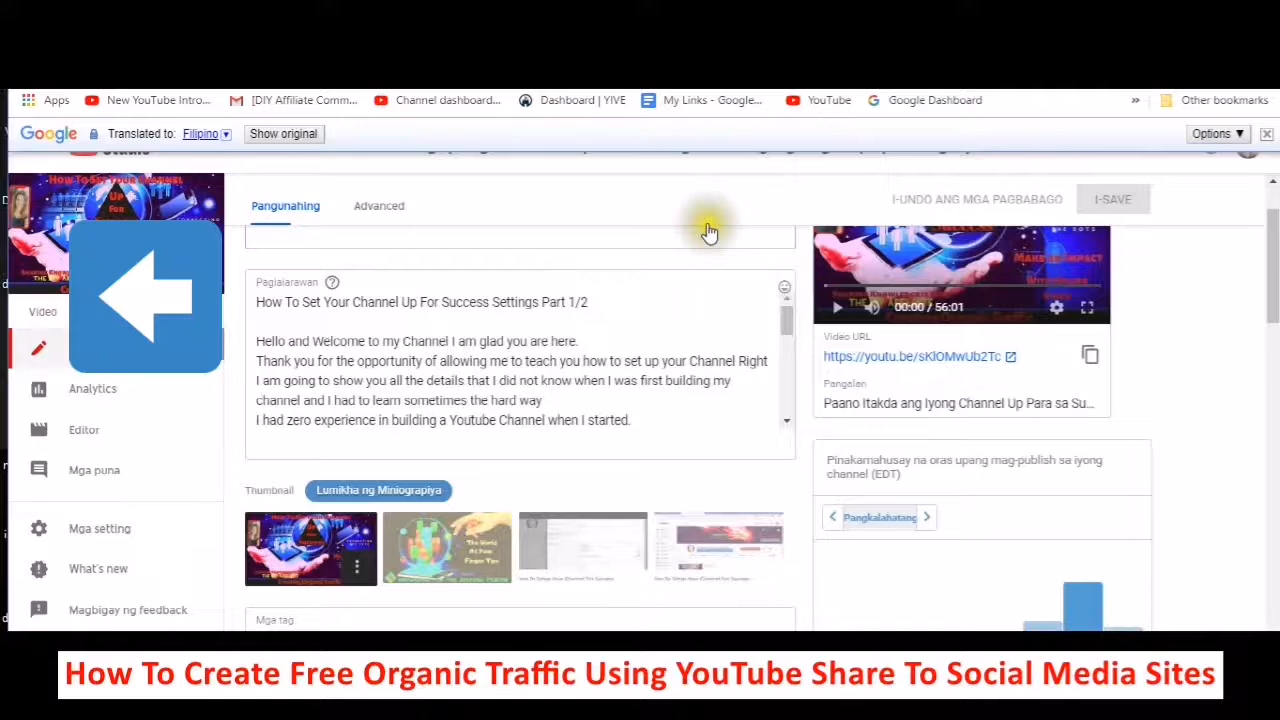 Apps
New YouTube Intro...
[DIY Affiliate Comm...
Channel dashboard...
Dashboard | YIVE
My Links - Google...
YouTube
Google Dashboard
»
Other bookmarks
Google
Translated to: Filipino
Show original
Options ▼
Pangunahing
Advanced
I-UNDO ANG MGA PAGBABAGO
I-SAVE
Paglalarawan
How To Set Your Channel Up For Success Settings Part 1/2
Hello and Welcome to my Channel I am glad you are here.
Thank you for the opportunity of allowing me to teach you how to set up your Channel Right
I am going to show you all the details that I did not know when I was first building my
channel and I had to learn sometimes the hard way
I had zero experience in building a Youtube Channel when I started.
Video
Analytics
Editor
Mga puna
Mga setting
What's new
Magbigay ng feedback
Thumbnail
Lumikha ng Miniograpiya
Mga tag
00:00 / 56:01
Video URL
https://youtu.be/sKlOMwUb2Tc
Pangalan
Paano Itakda ang Iyong Channel Up Para sa Su...
Pinakamahusay na oras upang mag-publish sa iyong
channel (EDT)
Pangkalahatang
How To Create Free Organic Traffic Using YouTube Share To Social Media Sites